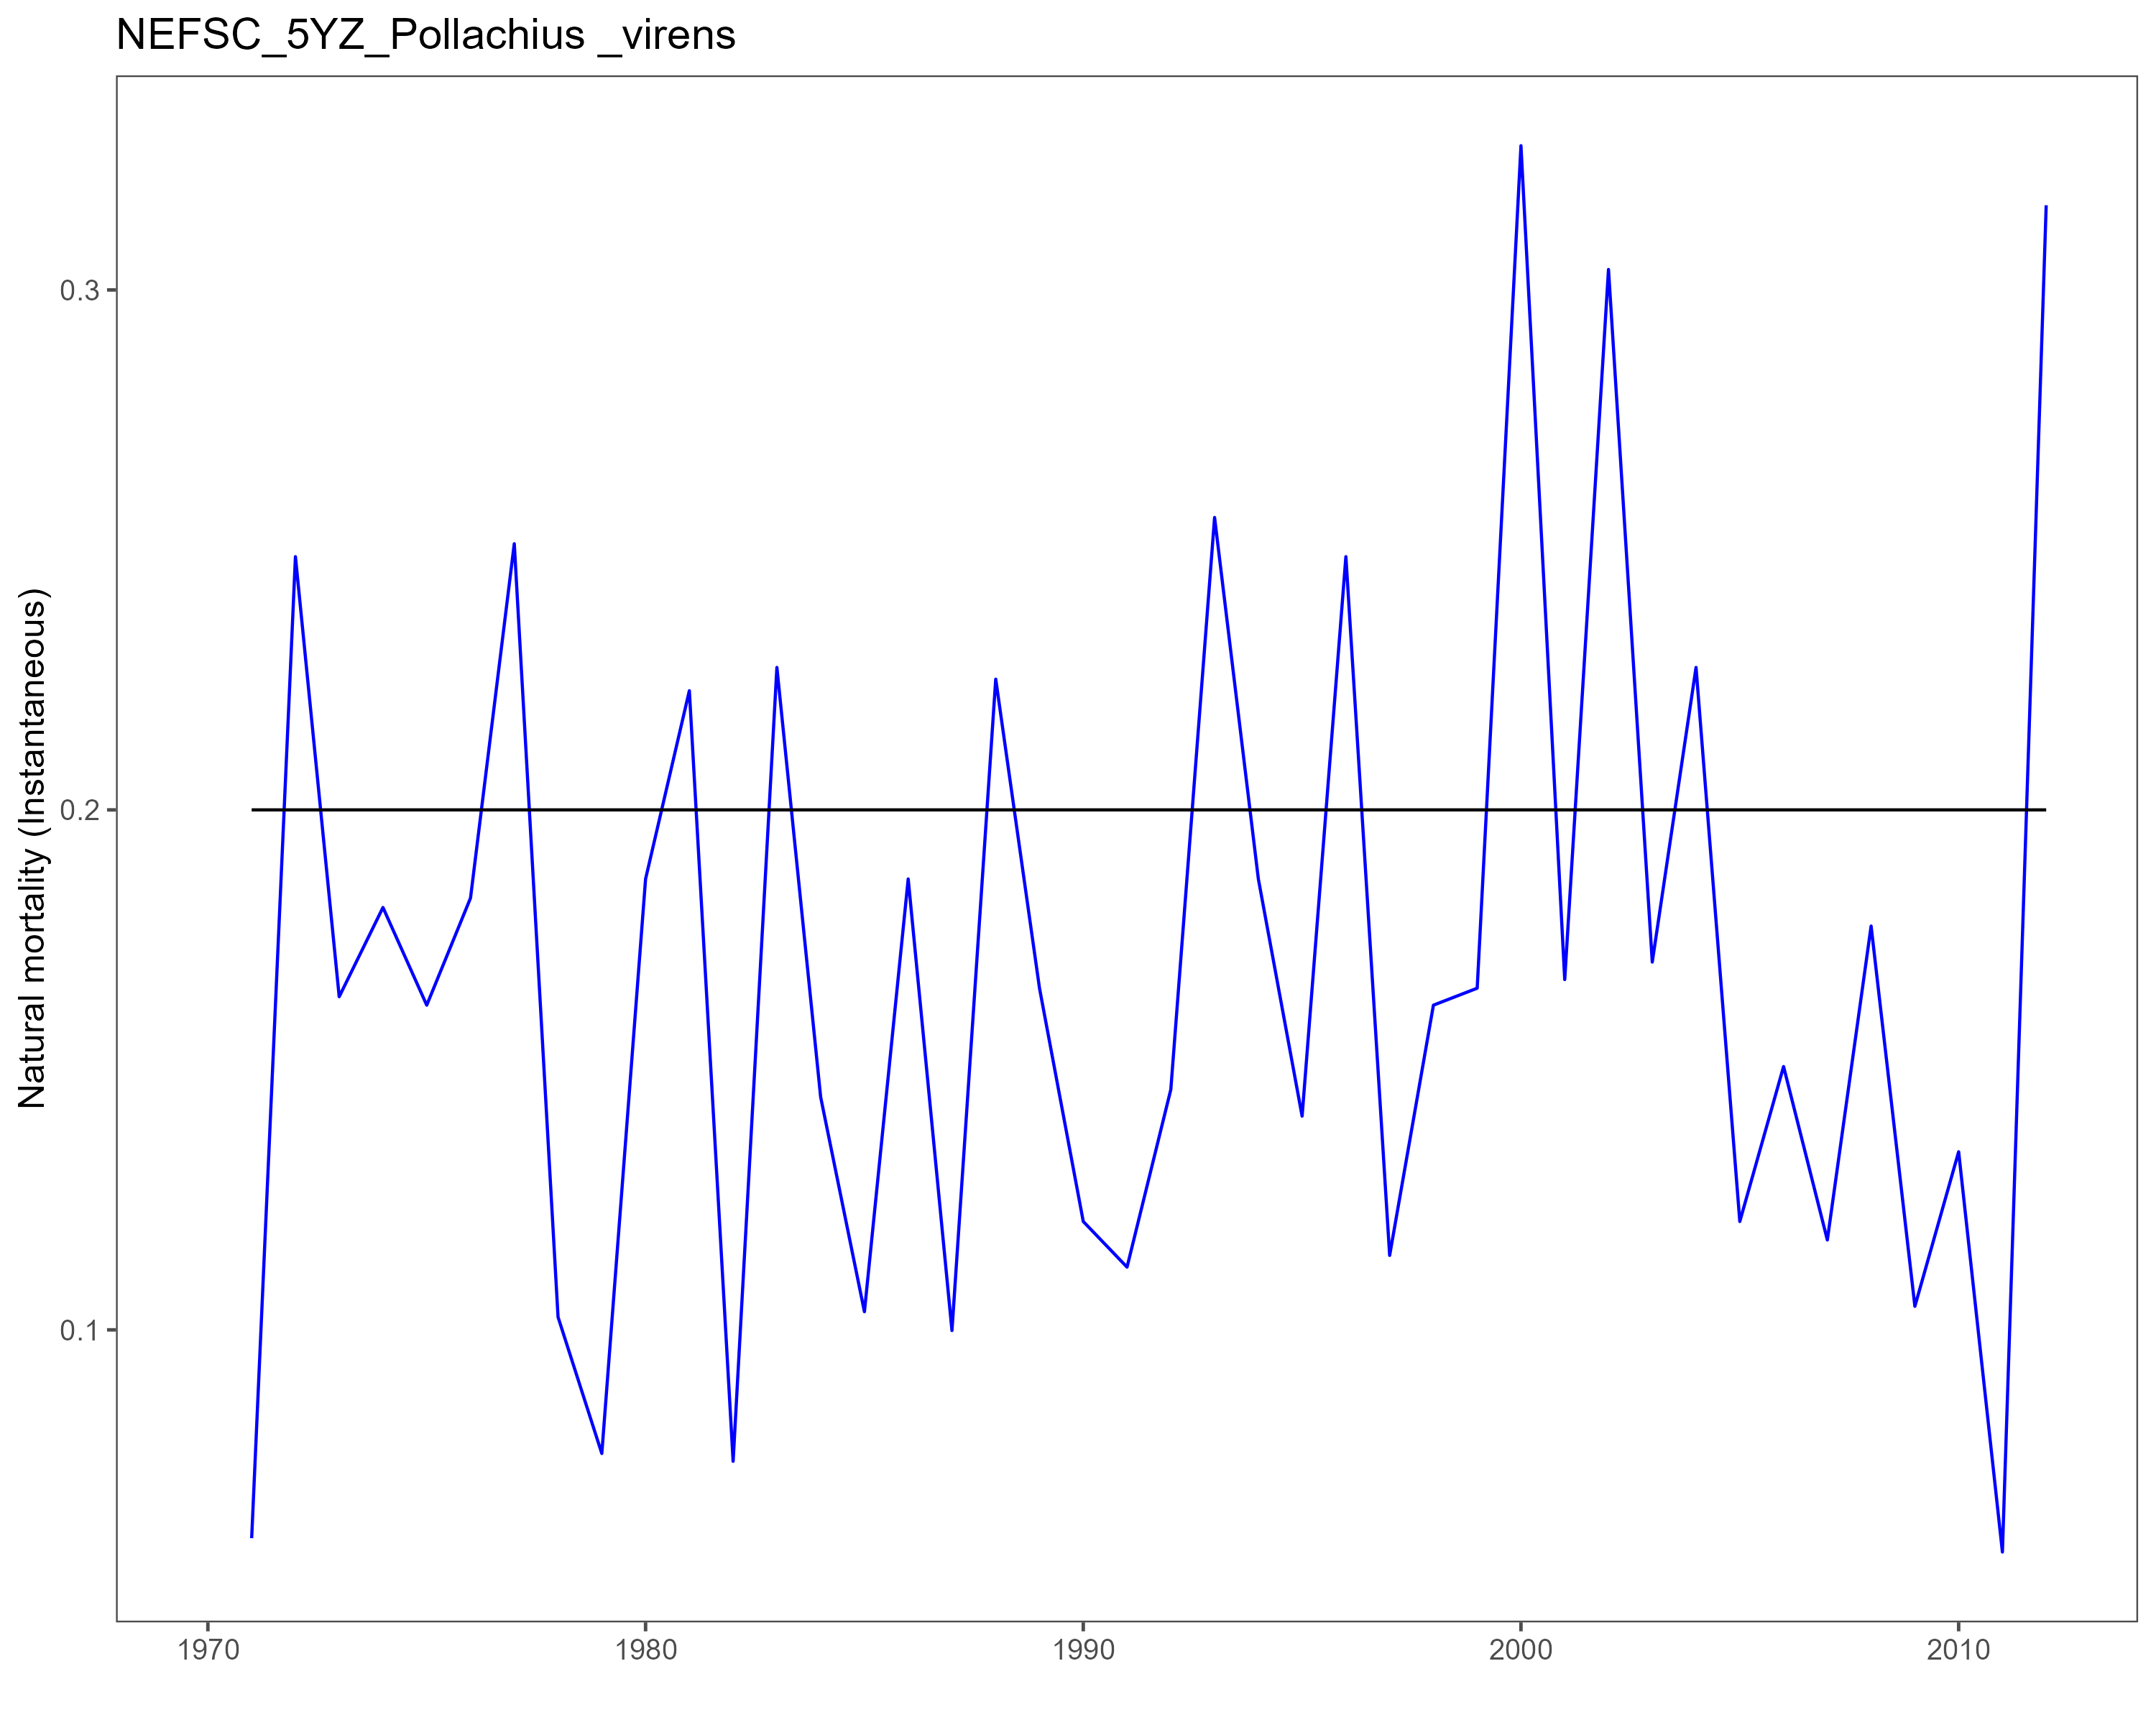 NEFSC_5YZ_Pollachius _virens
Natural mortality (Instantaneous)
0.3
0.2
0.1
1970 1980 1990 2000 2010